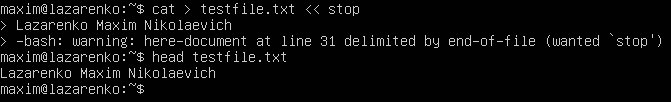 maxim@lazarenko:~$ cat > testfile.txt << stop
> Lazarenko Maxim Nikolaevich
> -bash: warning: here-document at line 31 delimited by end-of-file (wanted `stop')
maxim@lazarenko:~$ head testfile.txt
Lazarenko Maxim Nikolaevich
maxim@lazarenko:~$